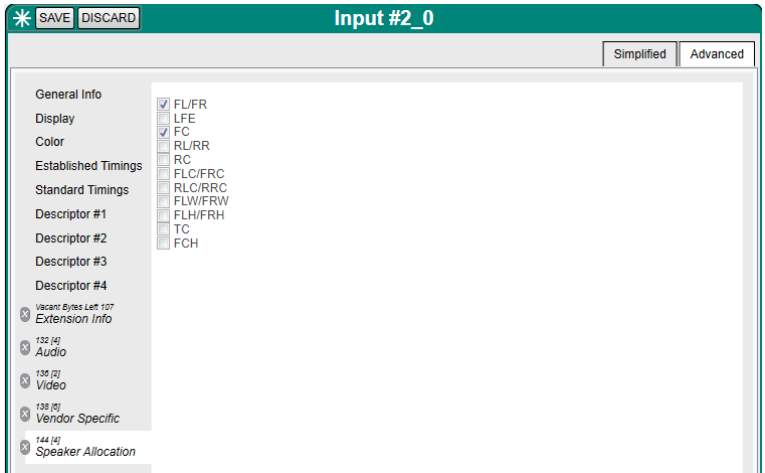 SAVE DISCARD Input #2_0
Simplified Advanced
General Info
Display
Color
Established Timings
Standard Timings
Descriptor #1
Descriptor #2
Descriptor #3
Descriptor #4
Vacant Bytes Left 107
Extension Info
132 [4]
Audio
136 [2]
Video
138 [6]
Vendor Specific
144 [4]
Speaker Allocation
FL/FR
LFE
FC
RL/RR
RC
FLC/FRC
RLC/RRC
FLW/FRW
FLH/FRH
TC
FCH